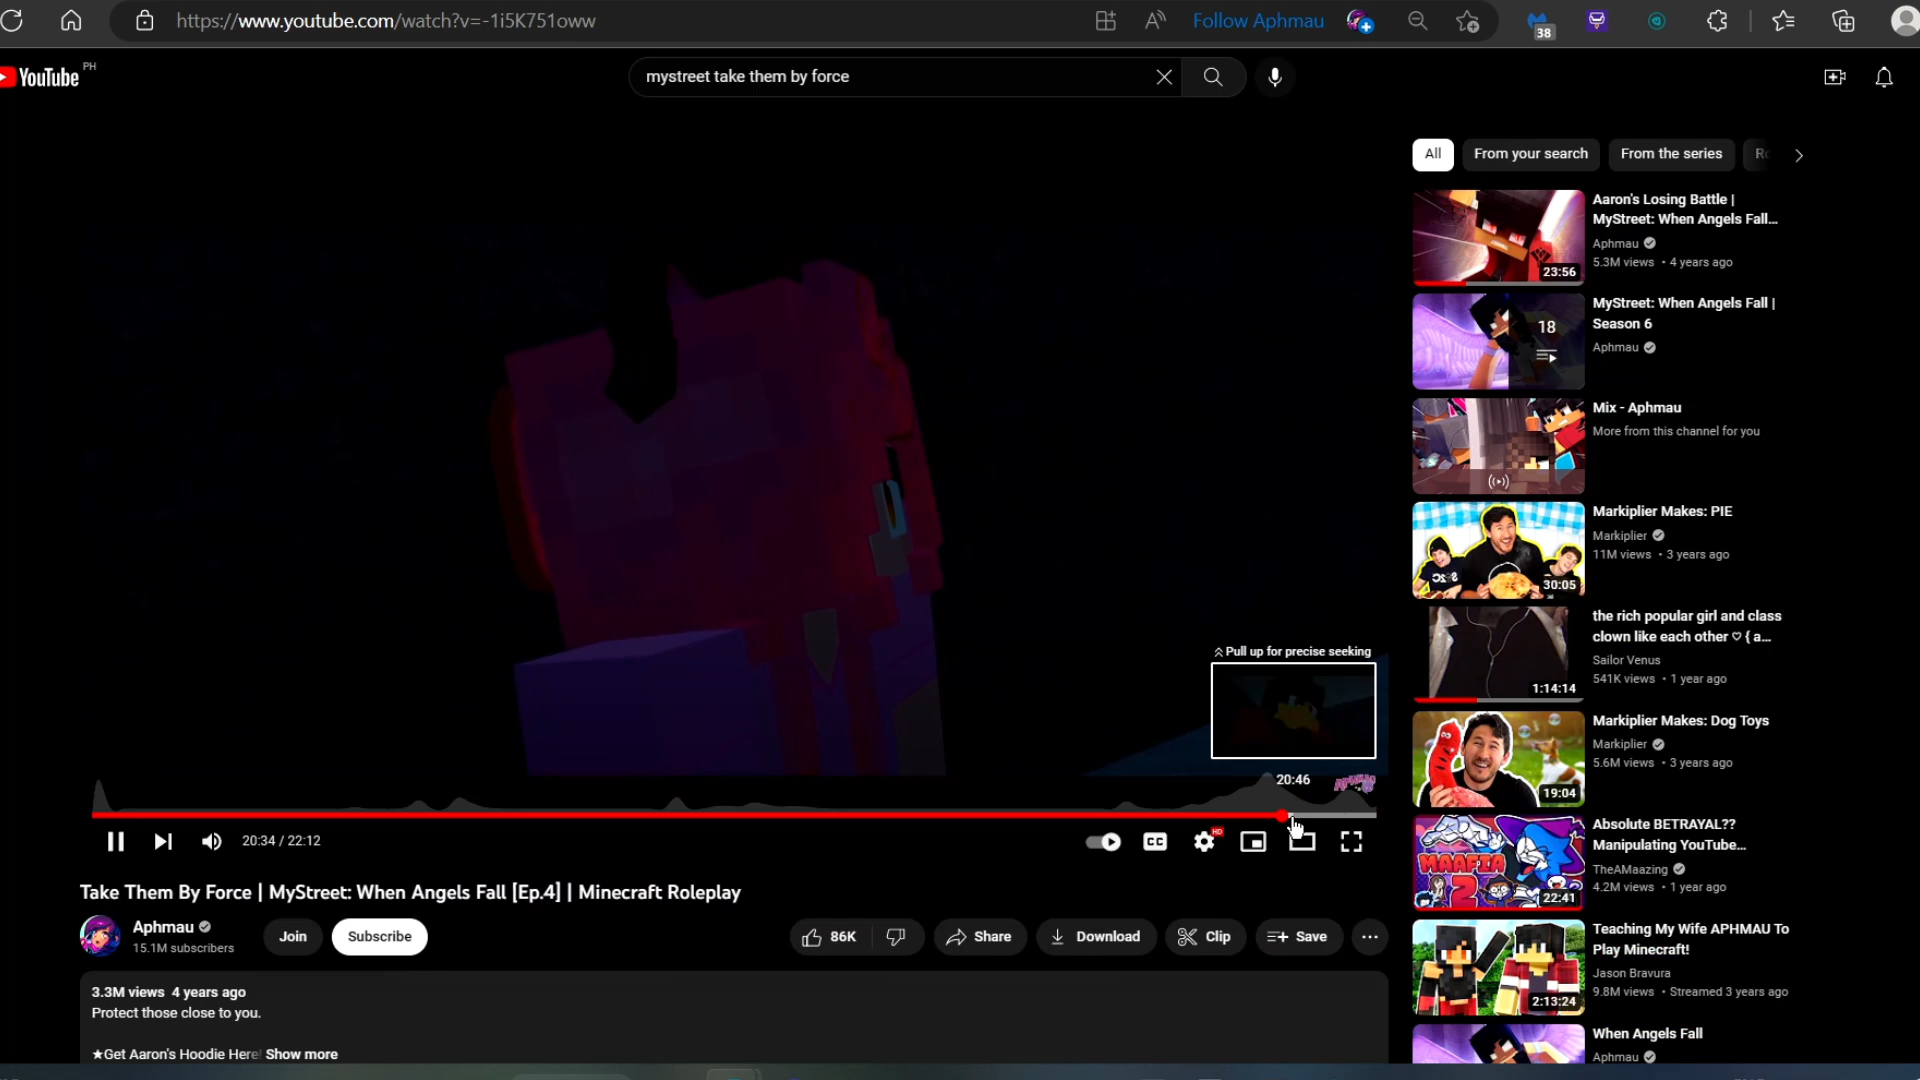 https://www.youtube.com/watch?v=-1i5K751oww
Follow Aphmau
38
YouTube PH
mystreet take them by force
All
From your search
From the series
Aaron's Losing Battle |
MyStreet: When Angels Fall...
Aphmau
5.3M views • 4 years ago
23:56
MyStreet: When Angels Fall |
Season 6
Aphmau
18
Mix - Aphmau
More from this channel for you
Markiplier Makes: PIE
Markiplier
11M views • 3 years ago
30:05
the rich popular girl and class
clown like each other ♡ { a...
Sailor Venus
541K views • 1 year ago
1:14:14
Markiplier Makes: Dog Toys
Markiplier
5.6M views • 3 years ago
19:04
Absolute BETRAYAL??
Manipulating YouTube...
TheAMaazing
4.2M views • 1 year ago
MAAFIA
2
22:41
Teaching My Wife APHMAU To
Play Minecraft!
Jason Bravura
9.8M views • Streamed 3 years ago
2:13:24
When Angels Fall
Aphmau
Pull up for precise seeking
20:46
20:34 / 22:12
CC
HD
Take Them By Force | MyStreet: When Angels Fall [Ep.4] | Minecraft Roleplay
Aphmau
15.1M subscribers
Join
Subscribe
86K
Share
Download
Clip
Save
3.3M views 4 years ago
Protect those close to you.
★Get Aaron's Hoodie Here! Show more